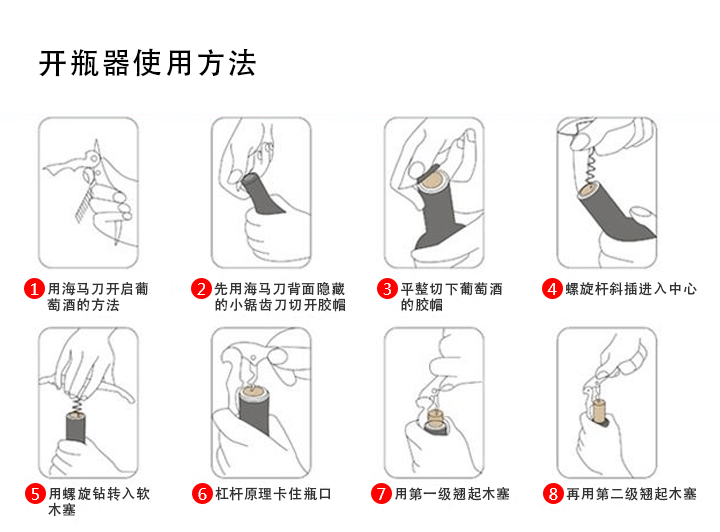 开瓶器使用方法
1 用海马刀开启葡
萄酒的方法
2 先用海马刀背面隐藏
的小锯齿刀切开胶帽
3 平整切下葡萄酒
的胶帽
4 螺旋杆斜插进入中心
5 用螺旋钻转入软
木塞
6 杠杆原理卡住瓶口
7 用第一级翘起木塞
8 再用第二级翘起木塞